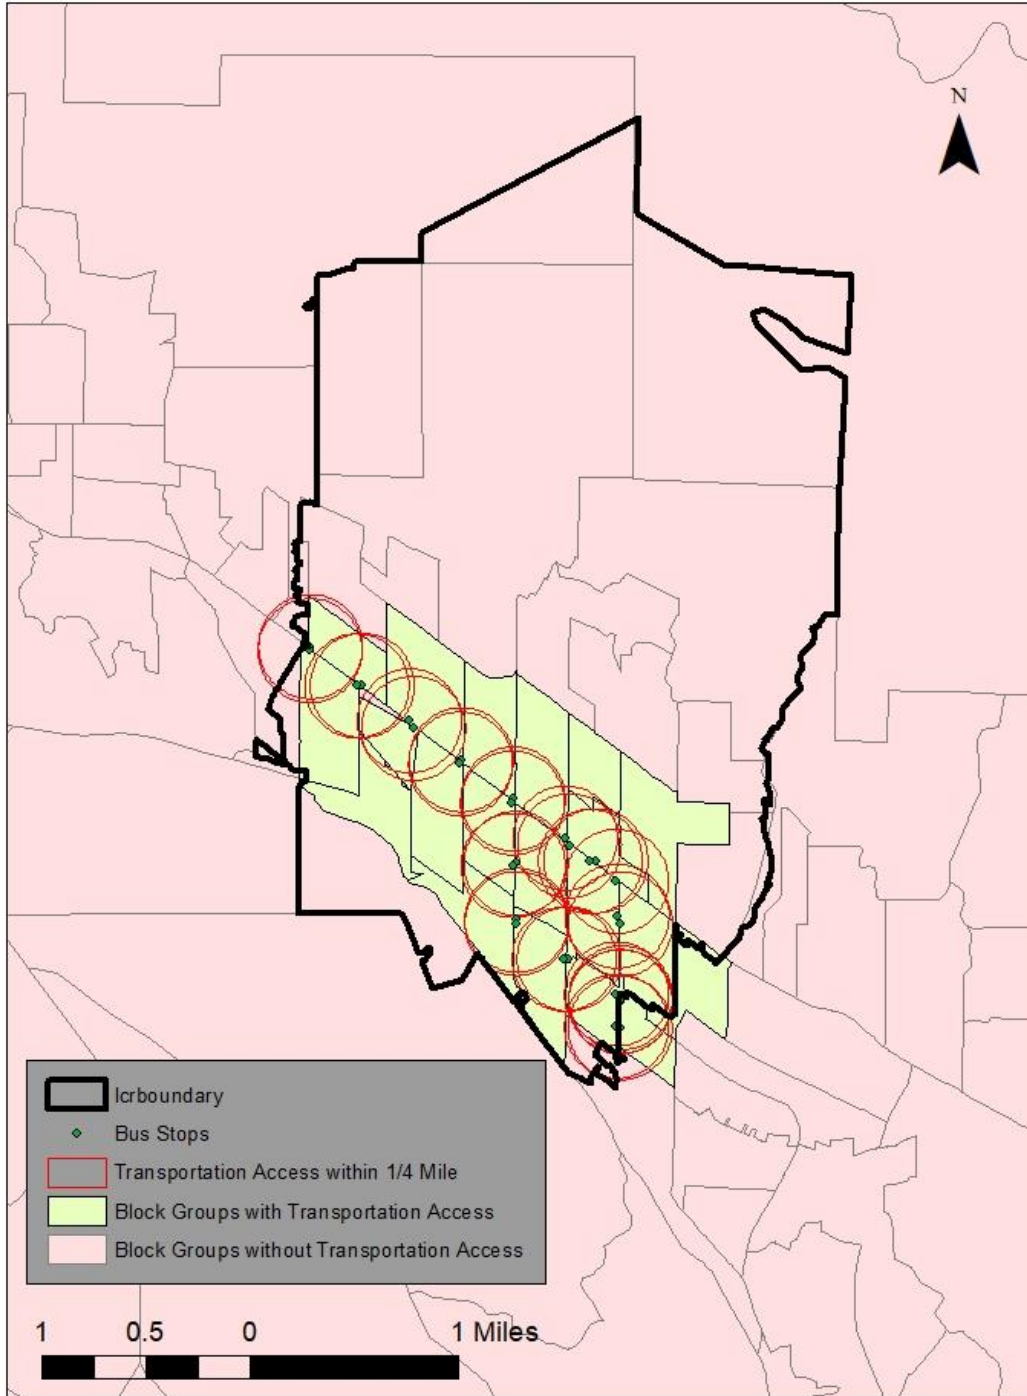 N
lcrboundary
Bus Stops
Transportation Access within 1/4 Mile
Block Groups with Transportation Access
Block Groups without Transportation Access
1 0.5 0 1 Miles